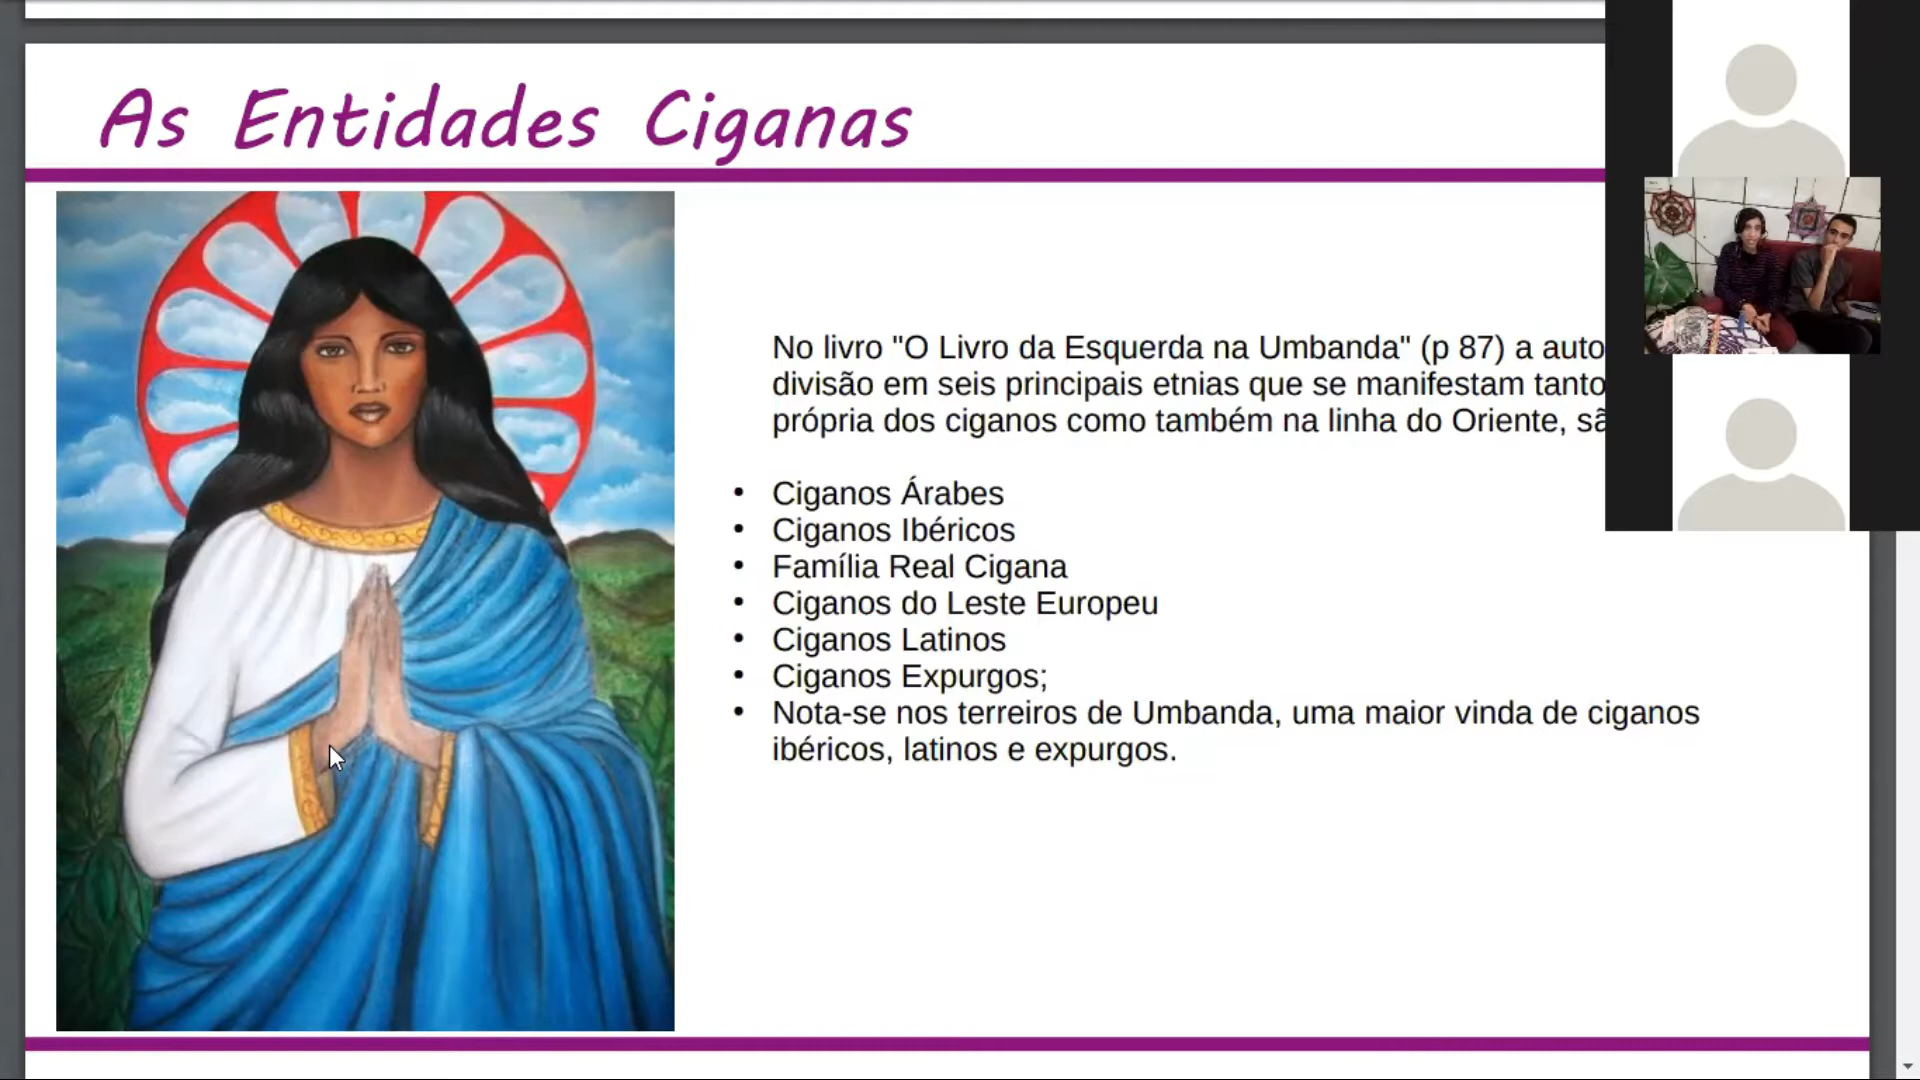 As Entidades Ciganas
No livro "O Livro da Esquerda na Umbanda" (p 87) a
divisão em seis principais etnias que se manifestam tanto
própria dos ciganos como também na linha do Oriente,
• Ciganos Árabes
• Ciganos Ibéricos
• Família Real Cigana
• Ciganos do Leste Europeu
• Ciganos Latinos
• Ciganos Expurgos;
• Nota-se nos terreiros de Umbanda, uma maior vinda de ciganos
ibéricos, latinos e expurgos.